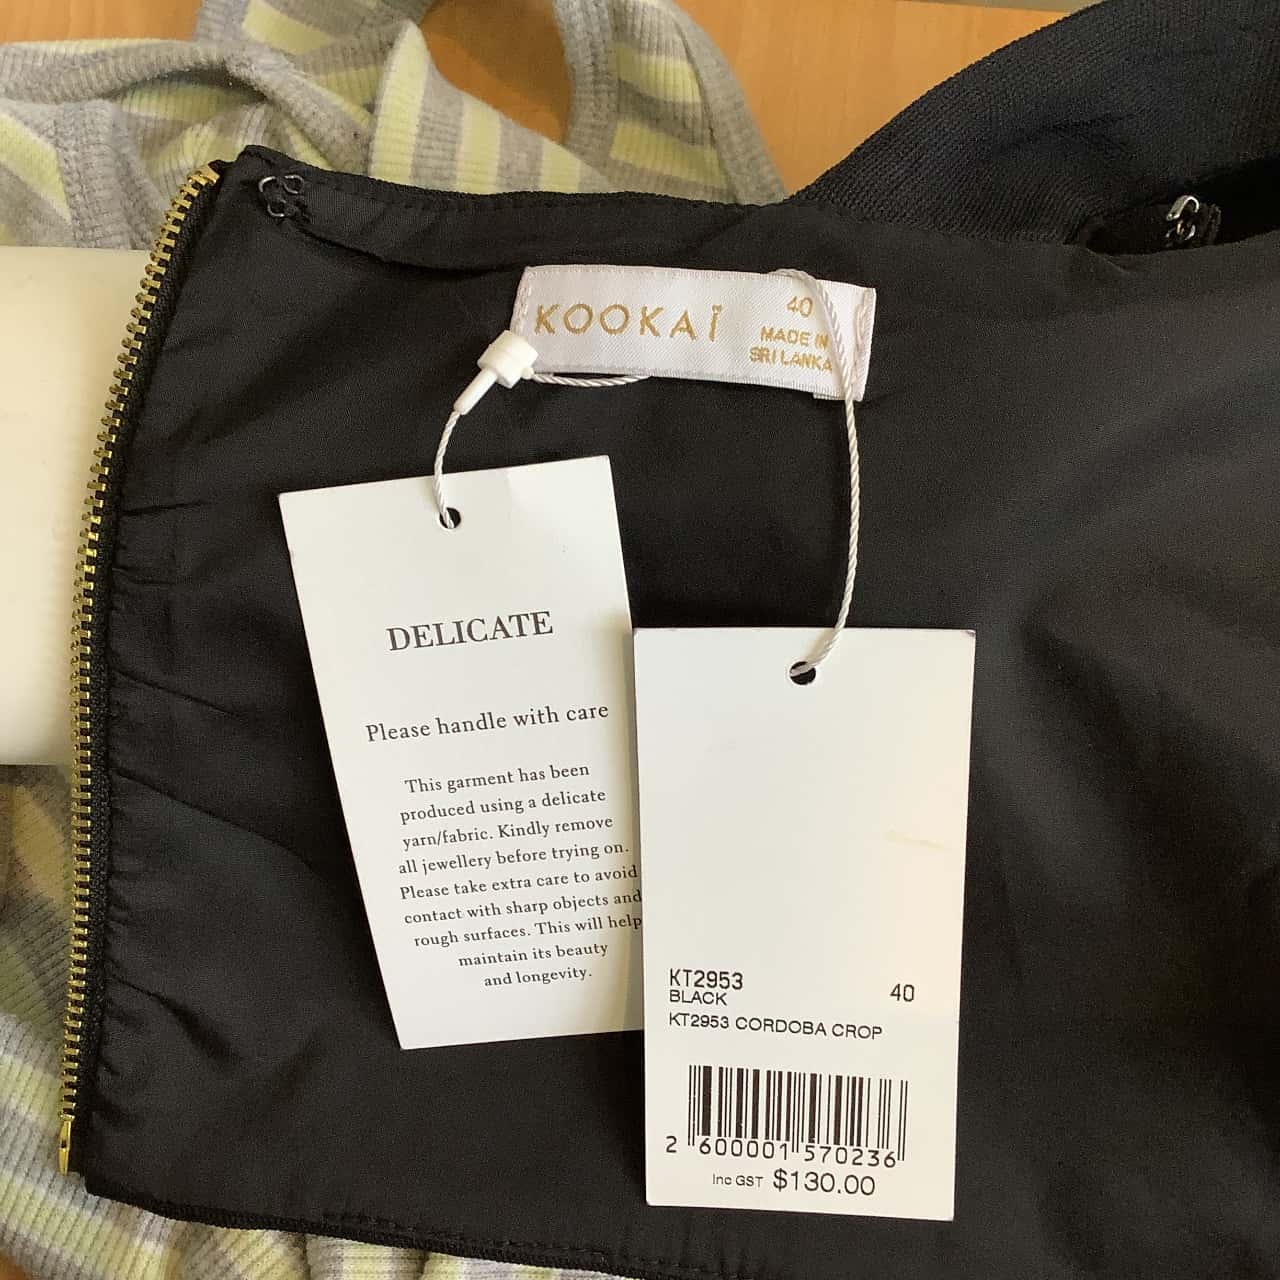 KOOKAÏ
40
MADE IN
SRI LANKA
DELICATE
Please handle with care
This garment has been
produced using a delicate
yarn/fabric. Kindly remove
all jewellery before trying on.
Please take extra care to avoid
contact with sharp objects and
rough surfaces. This will help
maintain its beauty
and longevity.
KT2953
BLACK 40
KT2953 CORDOBA CROP
2 600001 570236
Inc GST $130.00